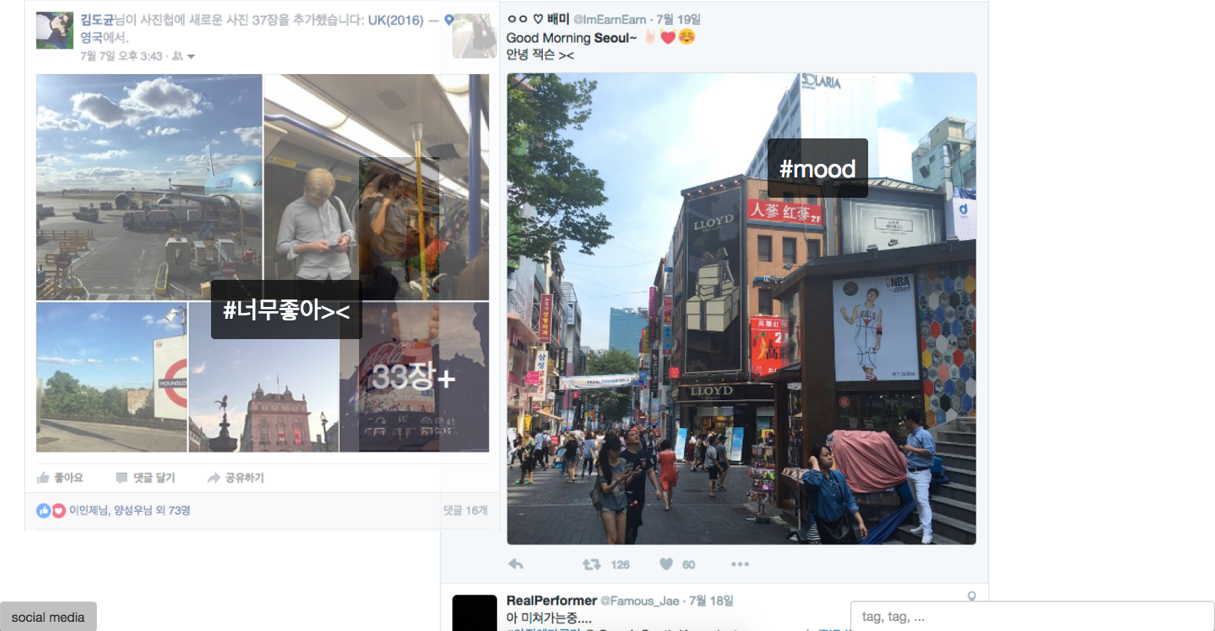 김도균님이 사진첩에 새로운 사진 37장을 추가했습니다: UK(2016) —
영국에서.
7월 7일 오후 3:43 ·
#너무좋아><
33장+
HOUNSLO
좋아요 댓글 달기 공유하기
이인제님, 양성우님 외 73명 댓글 16개
ㅇㅇ ♡ 배미 @ImEarnEarn · 7월 19일
Good Morning Seoul~ ✌🏻❤️☺️
안녕 잭슨 ><
SOLARIA
#mood
LLOYD
人蔘 红蔘 2F
NBA
LLOYD
126 60 •••
RealPerformer @Famous_Jae · 7월 18일
아 미쳐가는중....
social media
tag, tag, ...